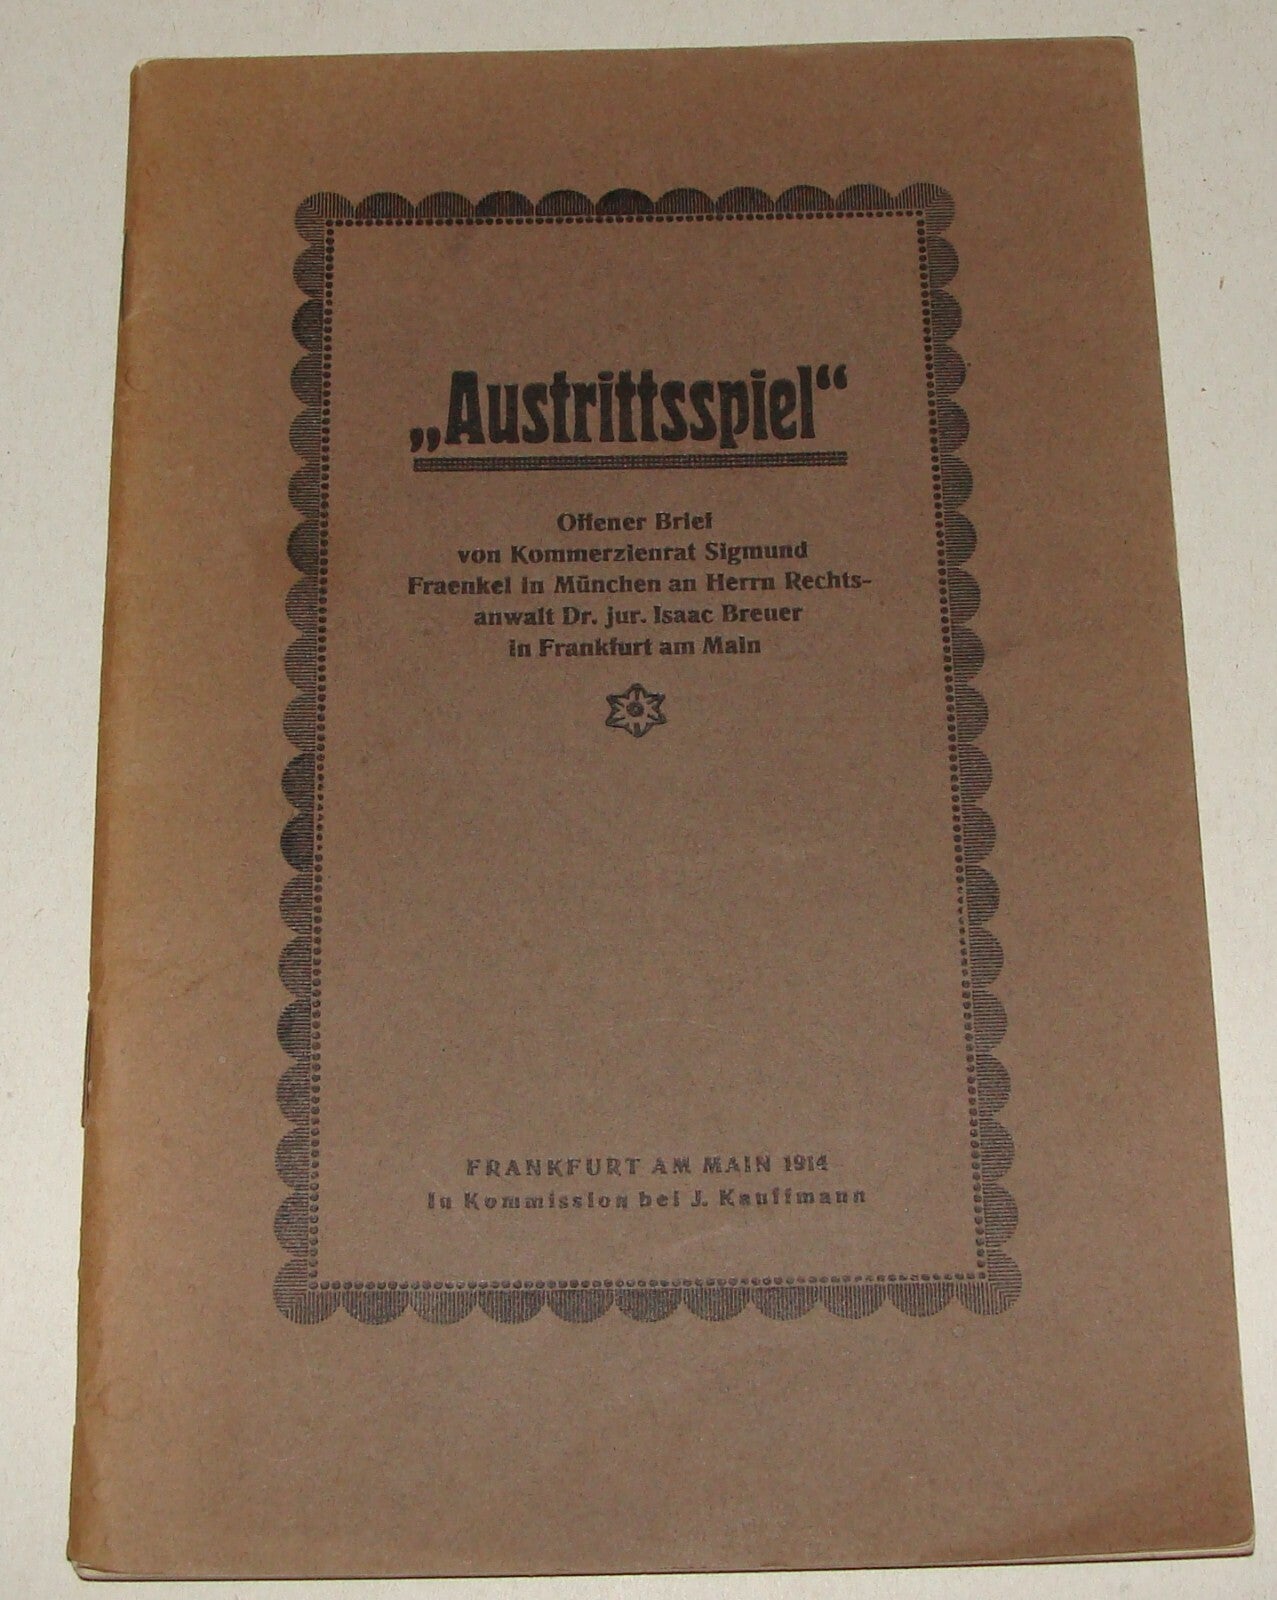 „Austrittsspiel“
Offener Brief
von Kommerzienrat Sigmund
Fraenkel in München an Herrn Rechts-
anwalt Dr. jur. Isaac Breuer
in Frankfurt am Main
FRANKFURT AM MAIN 1914
In Kommission bei J. Kauffmann